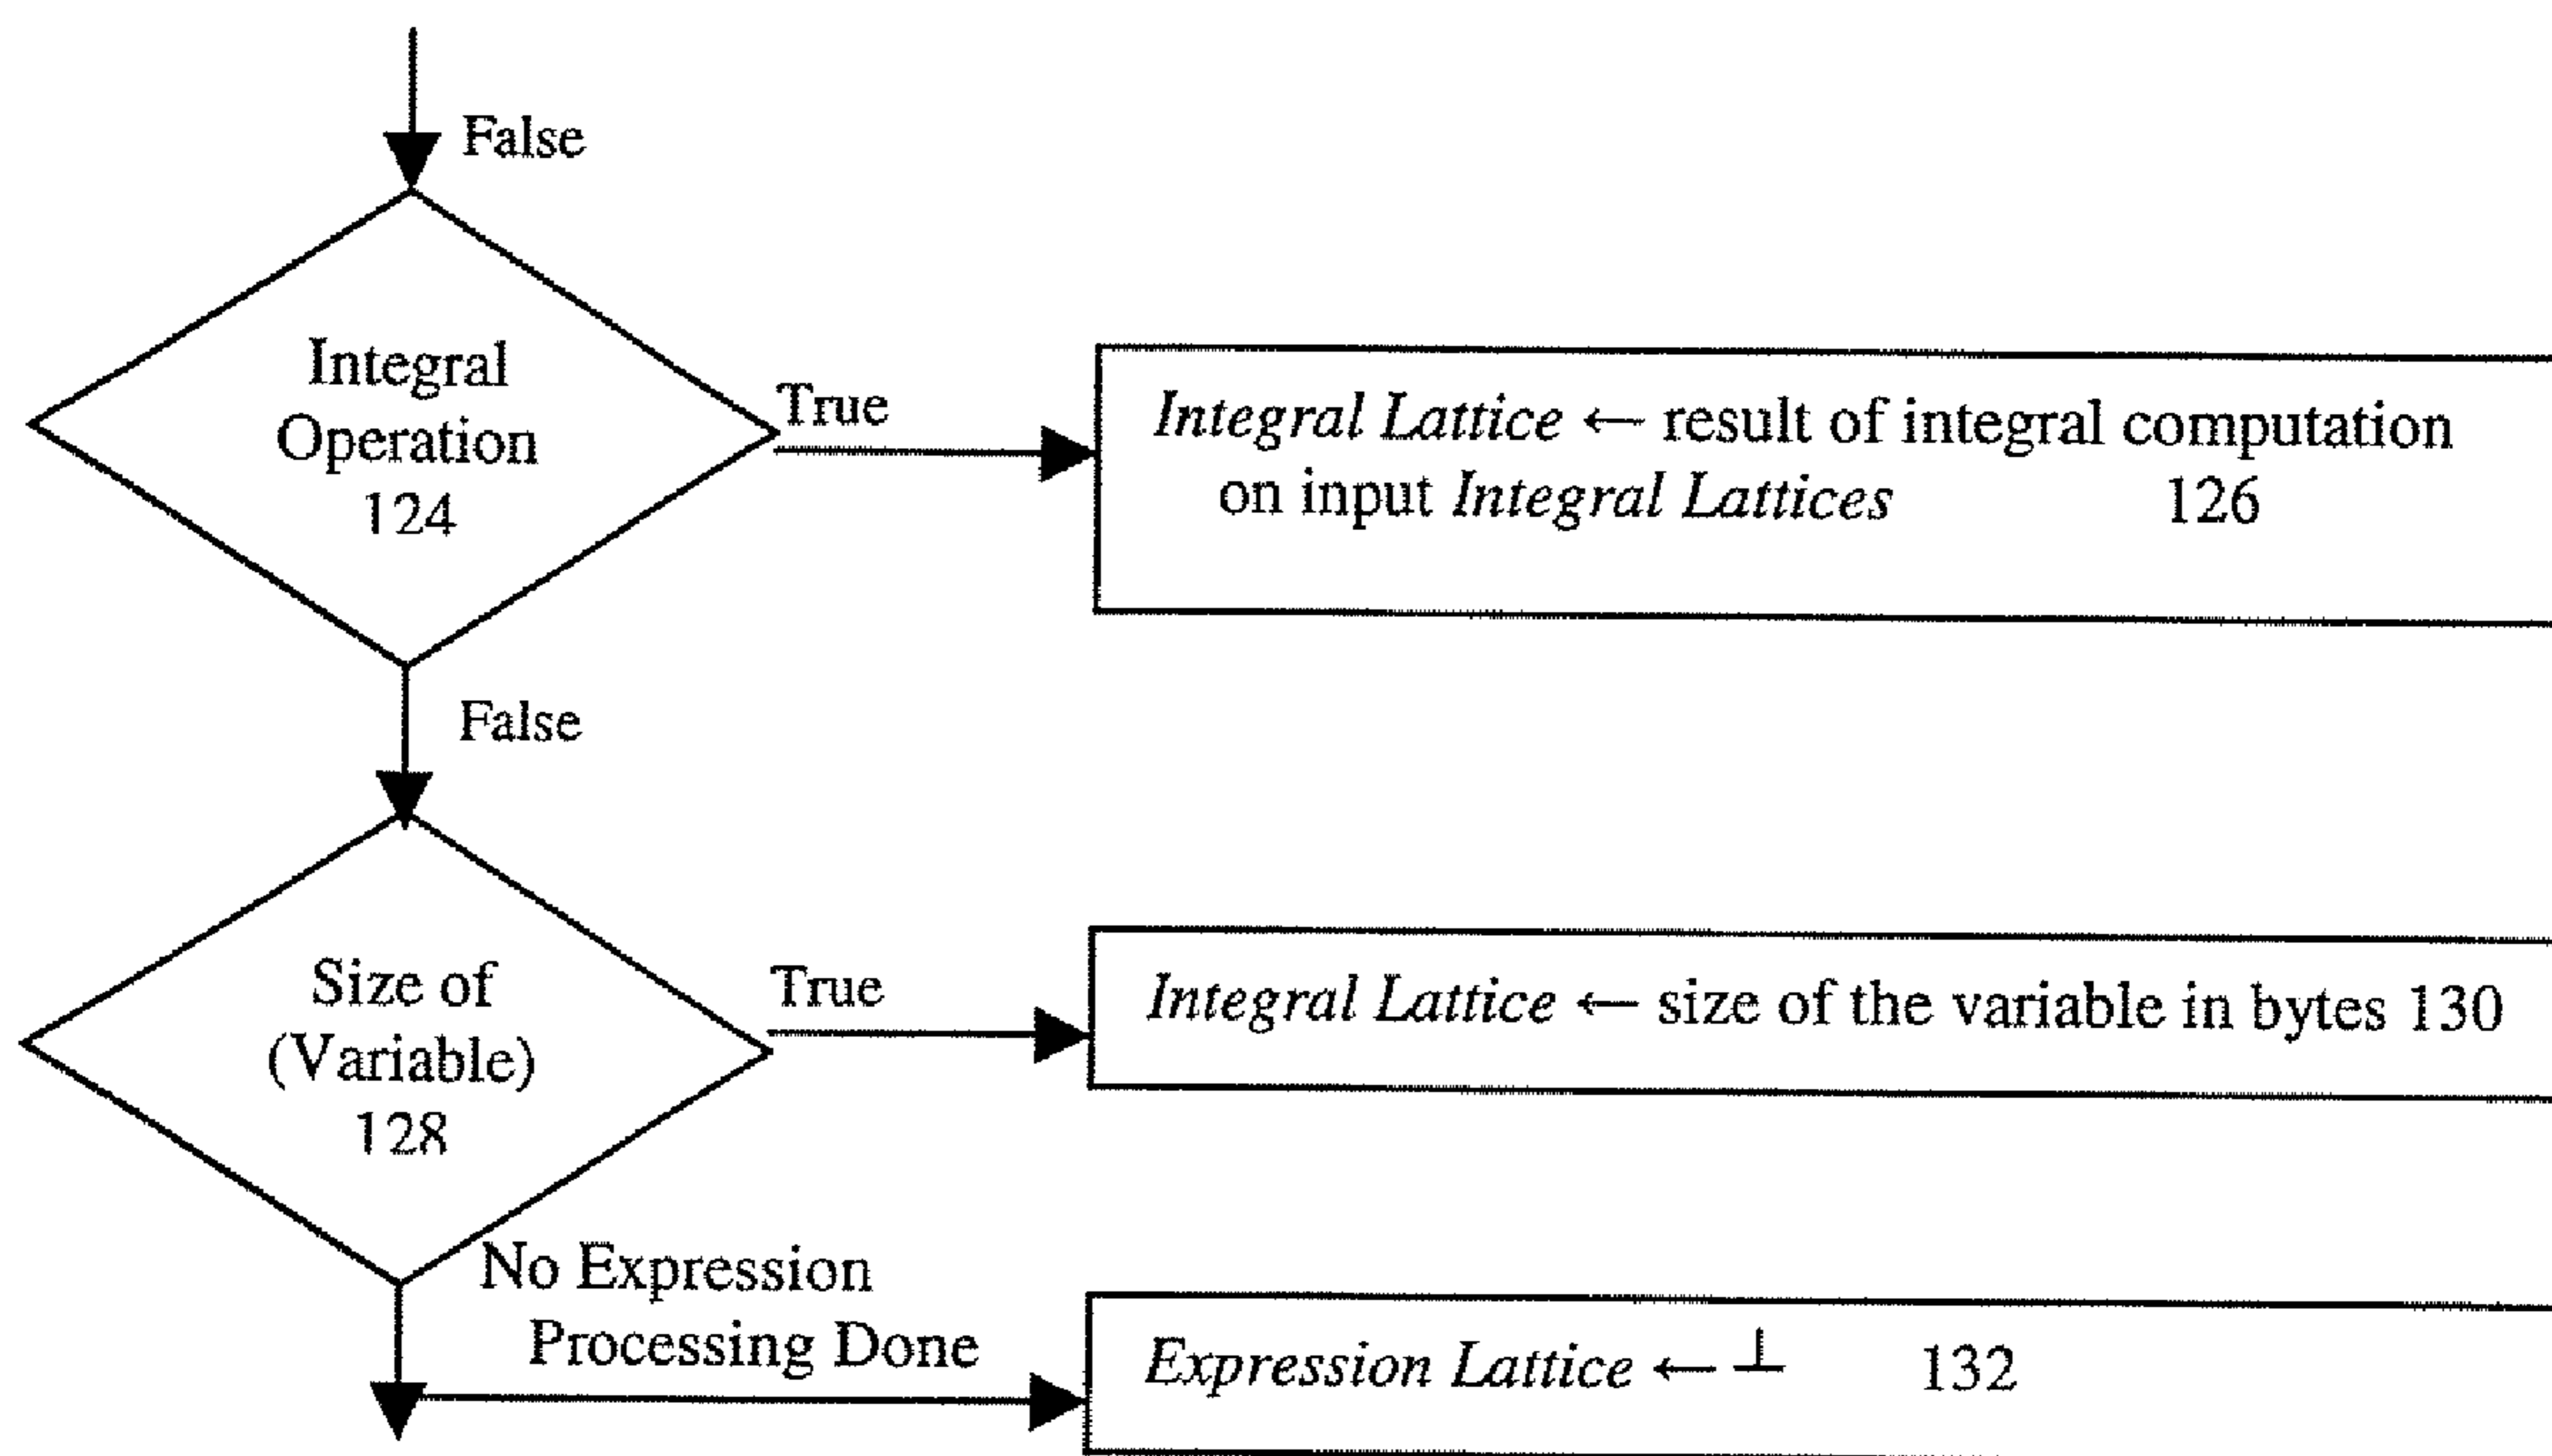 False
Integral
Operation
124
True
Integral Lattice ← result of integral computation
on input Integral Lattices 126
False
Size of
(Variable)
128
True
Integral Lattice ← size of the variable in bytes 130
No Expression
Processing Done
Expression Lattice ← ⊥ 132